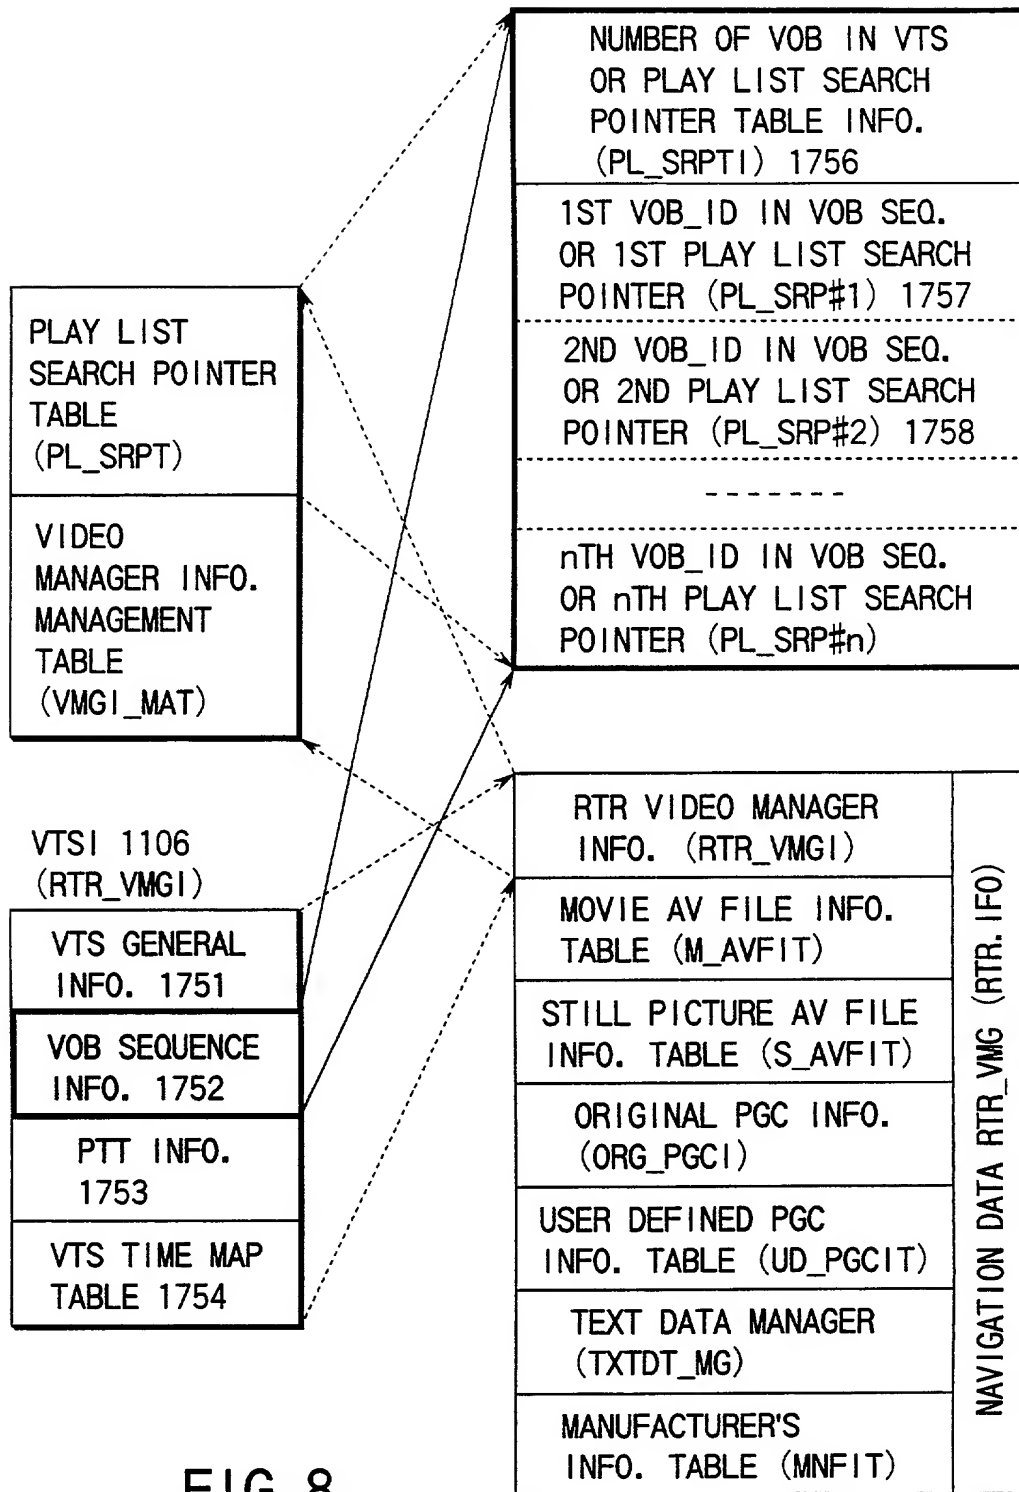 NUMBER OF VOB IN VTS
OR PLAY LIST SEARCH
POINTER TABLE INFO.
(PL_SRPTI) 1756
1ST VOB_ID IN VOB SEQ.
OR 1ST PLAY LIST SEARCH
POINTER (PL_SRP#1) 1757
2ND VOB_ID IN VOB SEQ.
OR 2ND PLAY LIST SEARCH
POINTER (PL_SRP#2) 1758
-------
nTH VOB_ID IN VOB SEQ.
OR nTH PLAY LIST SEARCH
POINTER (PL_SRP#n)
PLAY LIST
SEARCH POINTER
TABLE
(PL_SRPT)
VIDEO
MANAGER INFO.
MANAGEMENT
TABLE
(VMGI_MAT)
VTSI 1106
(RTR_VMGI)
VTS GENERAL
INFO. 1751
VOB SEQUENCE
INFO. 1752
PTT INFO.
1753
VTS TIME MAP
TABLE 1754
RTR VIDEO MANAGER
INFO. (RTR_VMGI)
MOVIE AV FILE INFO.
TABLE (M_AVFIT)
STILL PICTURE AV FILE
INFO. TABLE (S_AVFIT)
ORIGINAL PGC INFO.
(ORG_PGCI)
USER DEFINED PGC
INFO. TABLE (UD_PGCIT)
TEXT DATA MANAGER
(TXTDT_MG)
MANUFACTURER'S
INFO. TABLE (MNFIT)
NAVIGATION DATA RTR_VMG (RTR.IFO)
FIG. 8